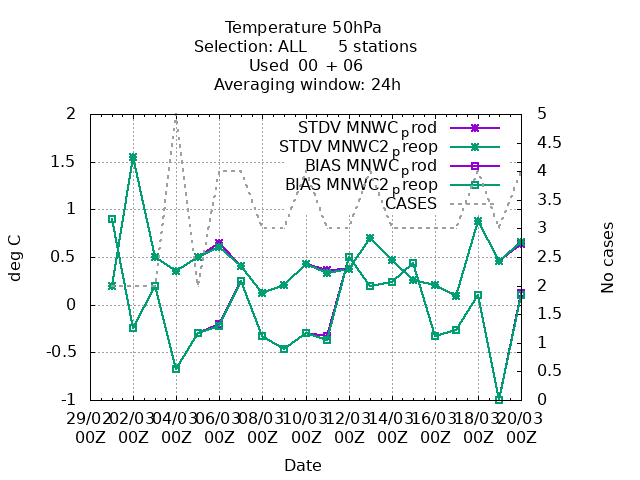 Temperature 50hPa
Selection: ALL 5 stations
Used 00 + 06
Averaging window: 24h
STDV MNWC_prod
STDV MNWC2_preop
BIAS MNWC_prod
BIAS MNWC2_preop
CASES
2
1.5
1
0.5
0
-0.5
-1
deg C
5
4.5
4
3.5
3
2.5
2
1.5
1
0.5
0
No cases
29/02 02/03 04/03 06/03 08/03 10/03 12/03 14/03 16/03 18/03 20/03
00Z 00Z 00Z 00Z 00Z 00Z 00Z 00Z 00Z 00Z 00Z
Date